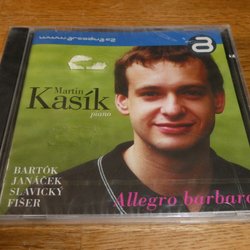 Martin
Kasík
piano
BARTÓK
JANÁČEK
SLAVICKÝ
FIŠER
Allegro barbaro